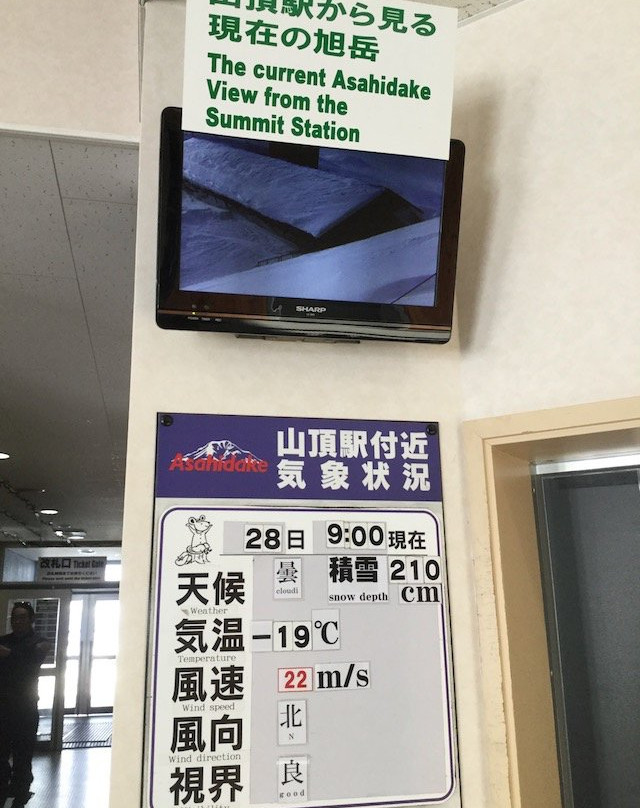 山頂駅から見る
現在の旭岳
The current Asahidake
View from the
Summit Station
SHARP
Asahidake
山頂駅付近
気象状況
28日 9:00 現在
天候 曇 積雪 210
Weather cloudi snow depth cm
気温 -19℃
Temperature
風速 22 m/s
Wind speed
風向 北
Wind direction N
視界 良
good
改札口 Ticket Gate